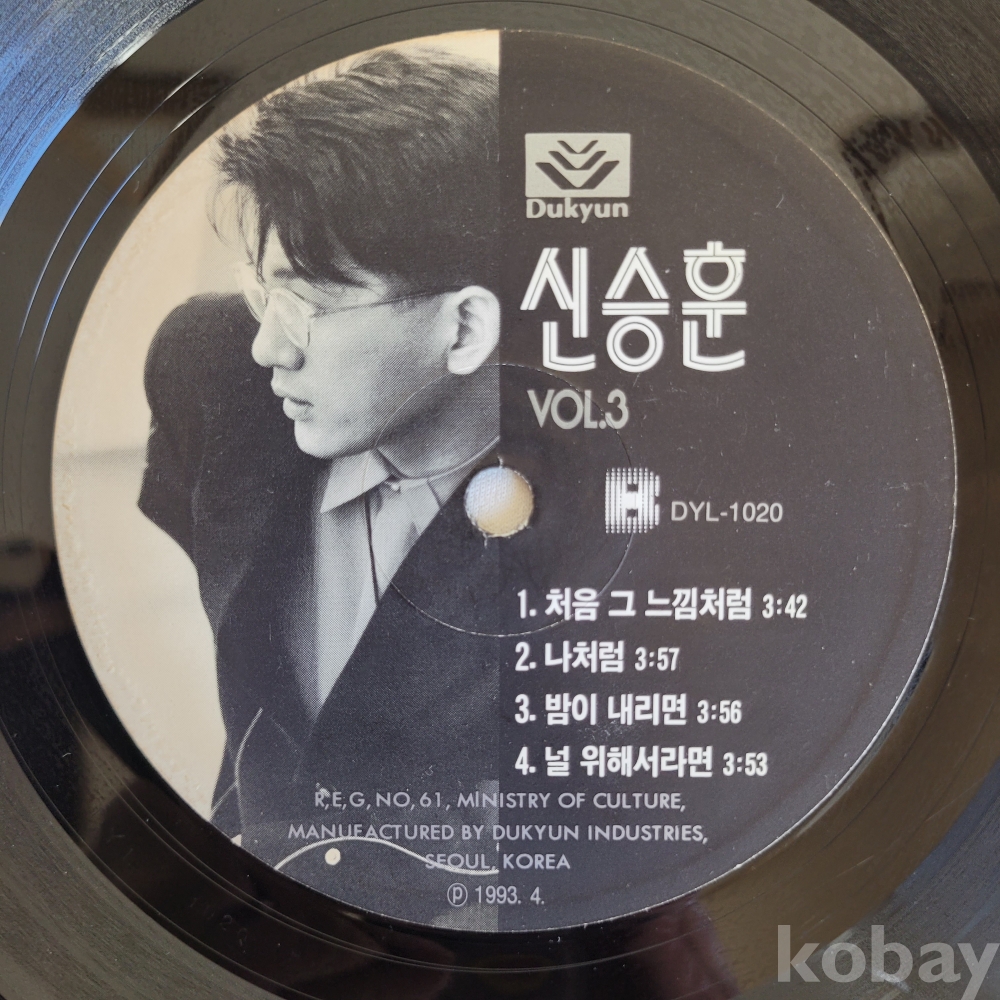 Dukyun
신승훈
VOL.3
DYL-1020
1. 처음 그 느낌처럼 3:42
2. 나처럼 3:57
3. 밤이 내리면 3:56
4. 널 위해서라면 3:53
R,E,G, NO, 61, MINISTRY OF CULTURE,
MANUFACTURED BY DUKYUN INDUSTRIES,
SEOUL, KOREA
℗ 1993. 4.
kobay